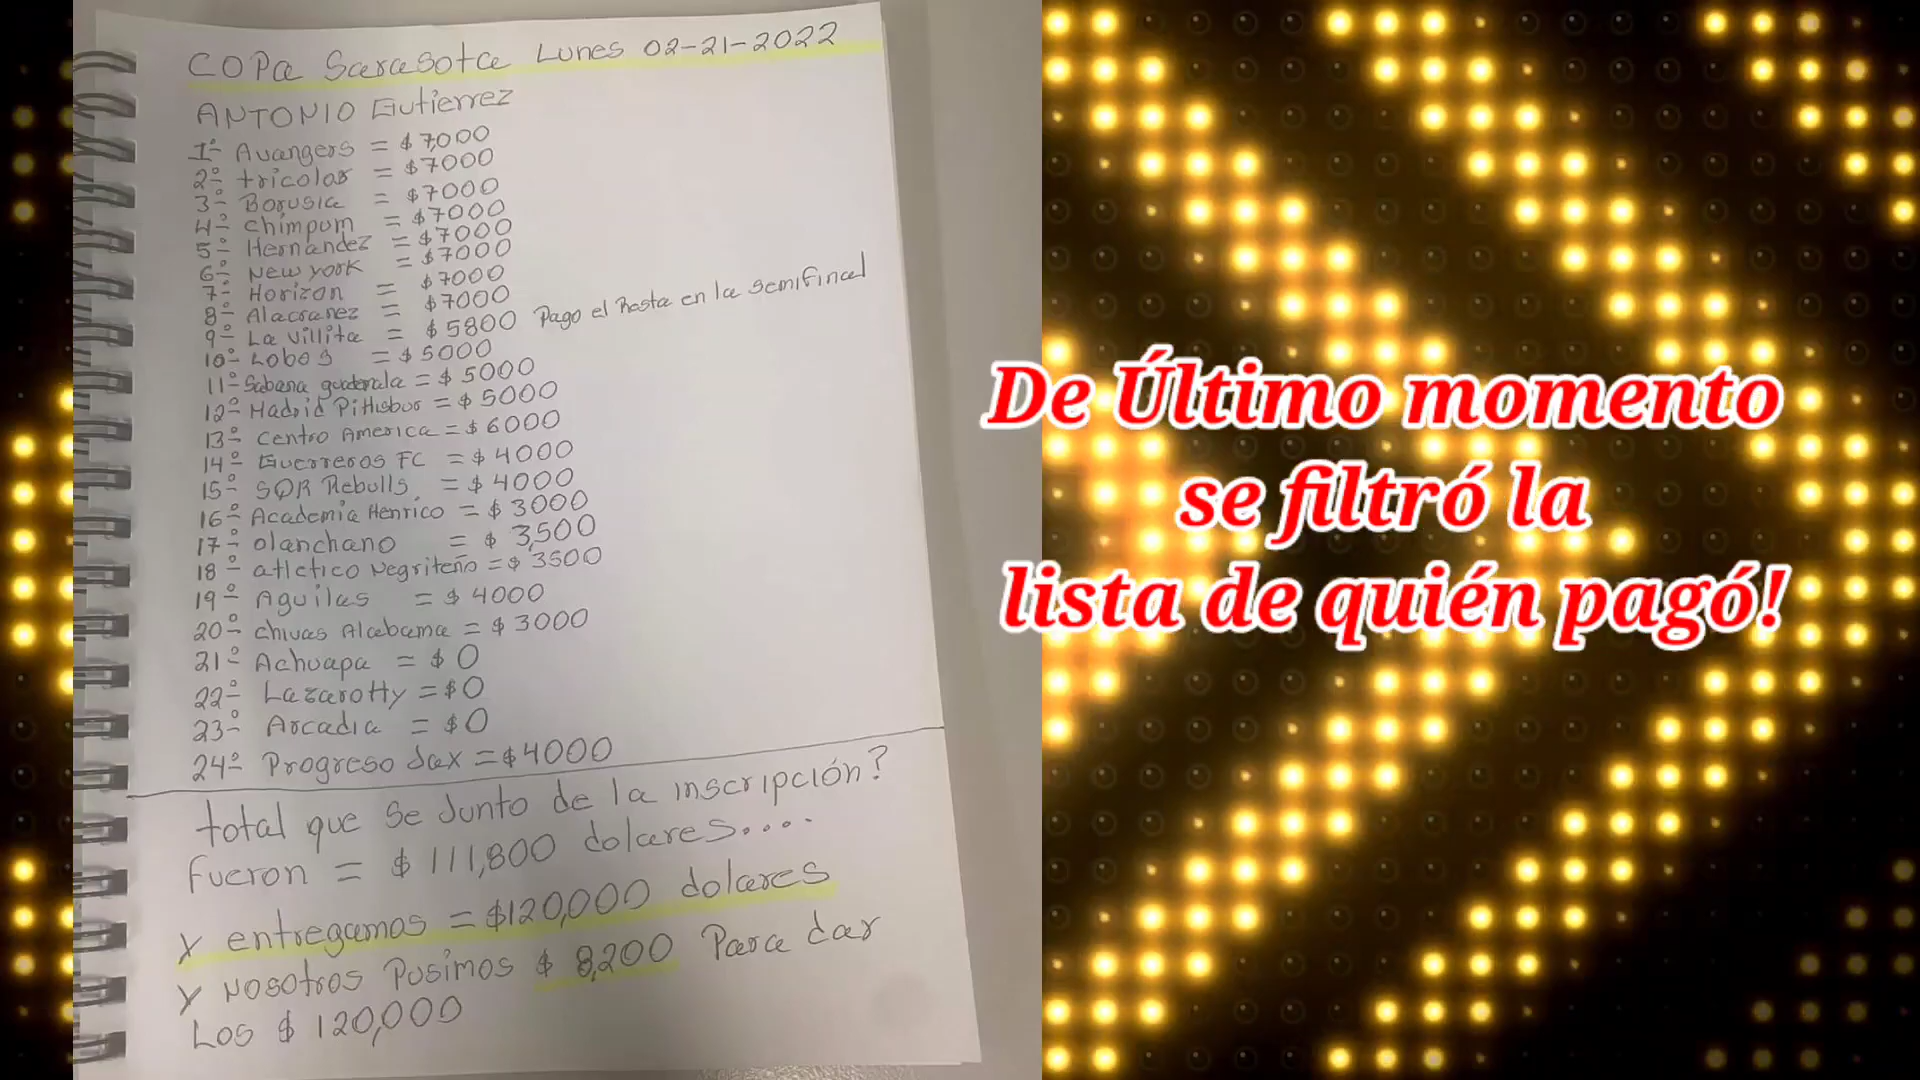 COPa Sarasota Lunes 02-21-2022
ANTONIO Gutierrez
1º Avangers = $7,000
2º tricolar = $7000
3º Borusia = $7000
4º Chimpum = $7000
5º Hernandez = $7000
6º New york = $7000
7º Horizon = $7000
8º Alacranez = $7000
9º La villita = $5800 Pago el Resta en la semifinal
10º Lobos = $5000
11º Sabana guatemala = $5000
12º Madrid Pittsbur = $5000
13º Centro America = $6000
14º Guerreros FC = $4000
15º SQR Rebulls = $4000
16º Academia Henrico = $3000
17º olanchano = $3,500
18º atletico Negriteño = $3500
19º Aguilas = $4000
20º chivas Alabama = $3000
21º Achuapa = $0
22º LazaroHy = $0
23º Arcadia = $0
24º Progreso Jax = $4000
total que se Junto de la inscripción?
fueron = $111,800 dolares....
y entregamos = $120,000 dolares
y Nosotros Pusimos $8,200 Para dar
Los $120,000
De Último momento
se filtró la
lista de quién pagó!